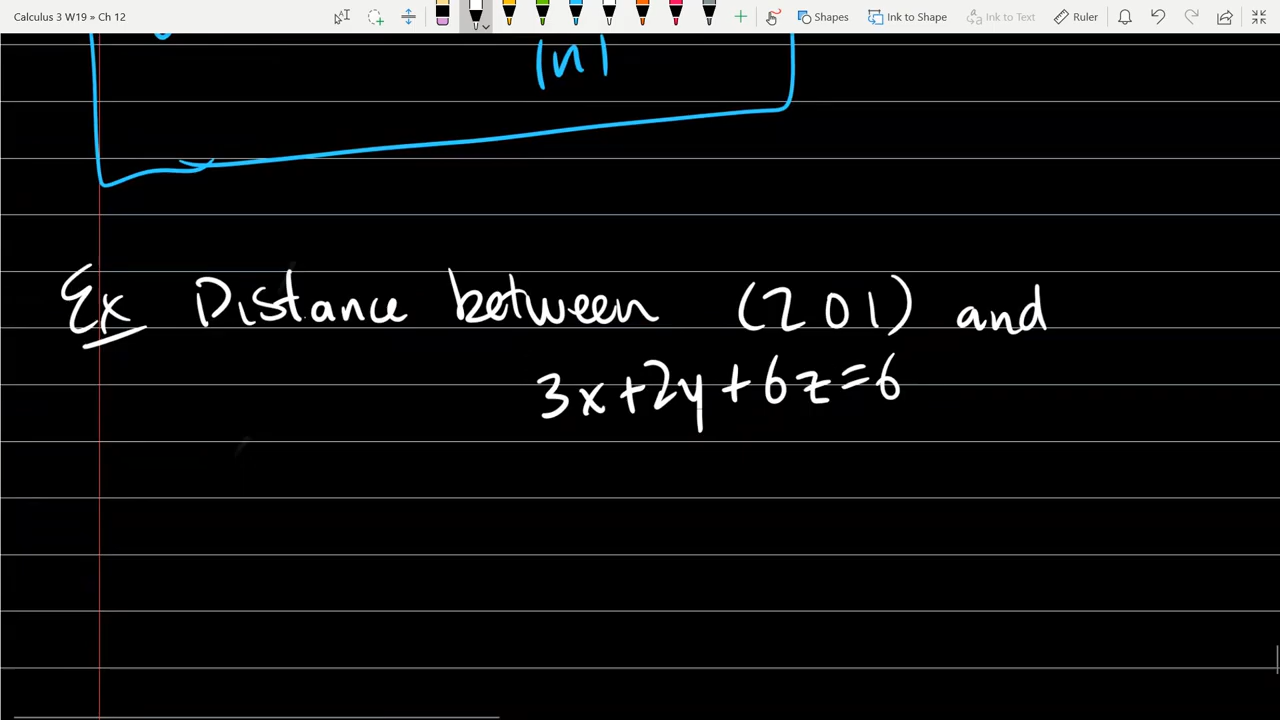 Calculus 3 W19 » Ch 12
Shapes
Ink to Shape
Ink to Text
Ruler
|n|
Ex Distance between (2 0 1) and
3x+2y+6z=6